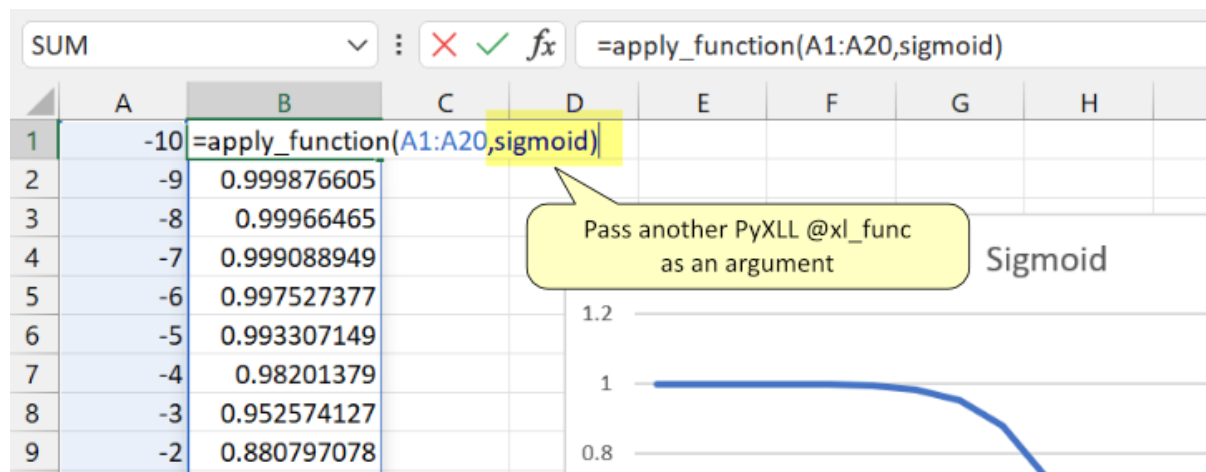 SUM fx =apply_function(A1:A20,sigmoid)
A B C D E F G H
1 -10 =apply_function(A1:A20,sigmoid)
2 -9 0.999876605
3 -8 0.99966465
Pass another PyXLL @xl_func
as an argument
4 -7 0.999088949
Sigmoid
5 -6 0.997527377
1.2
6 -5 0.993307149
7 -4 0.98201379
1
8 -3 0.952574127
9 -2 0.880797078
0.8